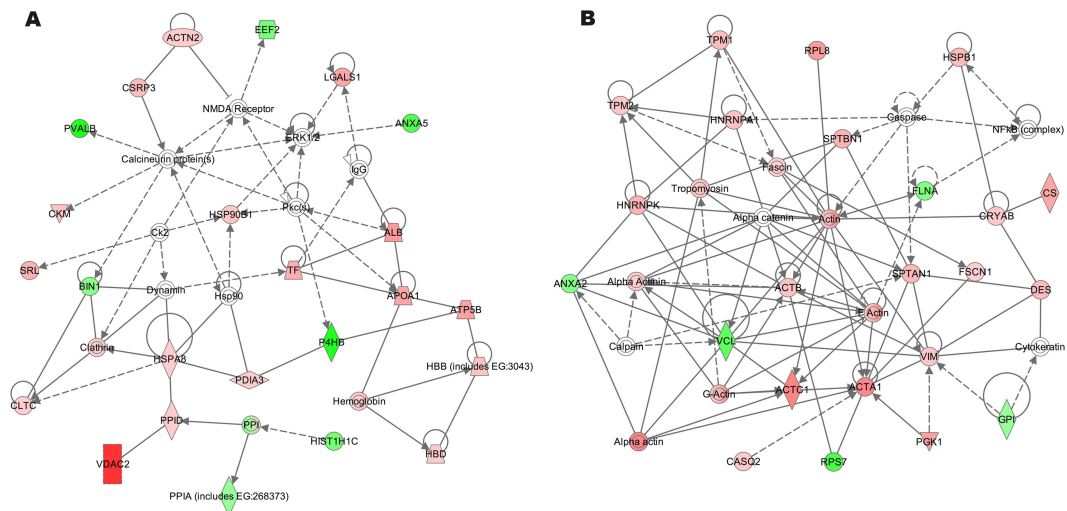 A
ACTN2
EEF2
CSRP3
LGALS1
NMDA Receptor
PVALB
ERK1/2
ANXA5
Calcineurin protein(s)
IgG
CKM
HSP90B1
Pkc(s)
Ck2
ALB
SRL
TF
BIN1
Dynamin
Hsp90
APOA1
ATP5B
Clathrin
HSPA8
P4HB
HBB (includes EG:3043)
PDIA3
CLTC
Hemoglobin
PPID
PPI
HIST1H1C
HBD
VDAC2
PPIA (includes EG:268373)
B
TPM1
RPL8
HSPB1
TPM2
HNRNPA1
Caspase
NFkB (complex)
SPTBN1
Fascin
Tropomyosin
FLNA
CS
HNRNPK
Alpha catenin
Actin
CRYAB
ANXA2
Alpha Actinin
ACTB
SPTAN1
FSCN1
DES
F Actin
Calpain
VCL
VIM
Cytokeratin
G-Actin
ACTC1
ACTA1
GPI
Alpha actin
PGK1
CASQ2
RPS7